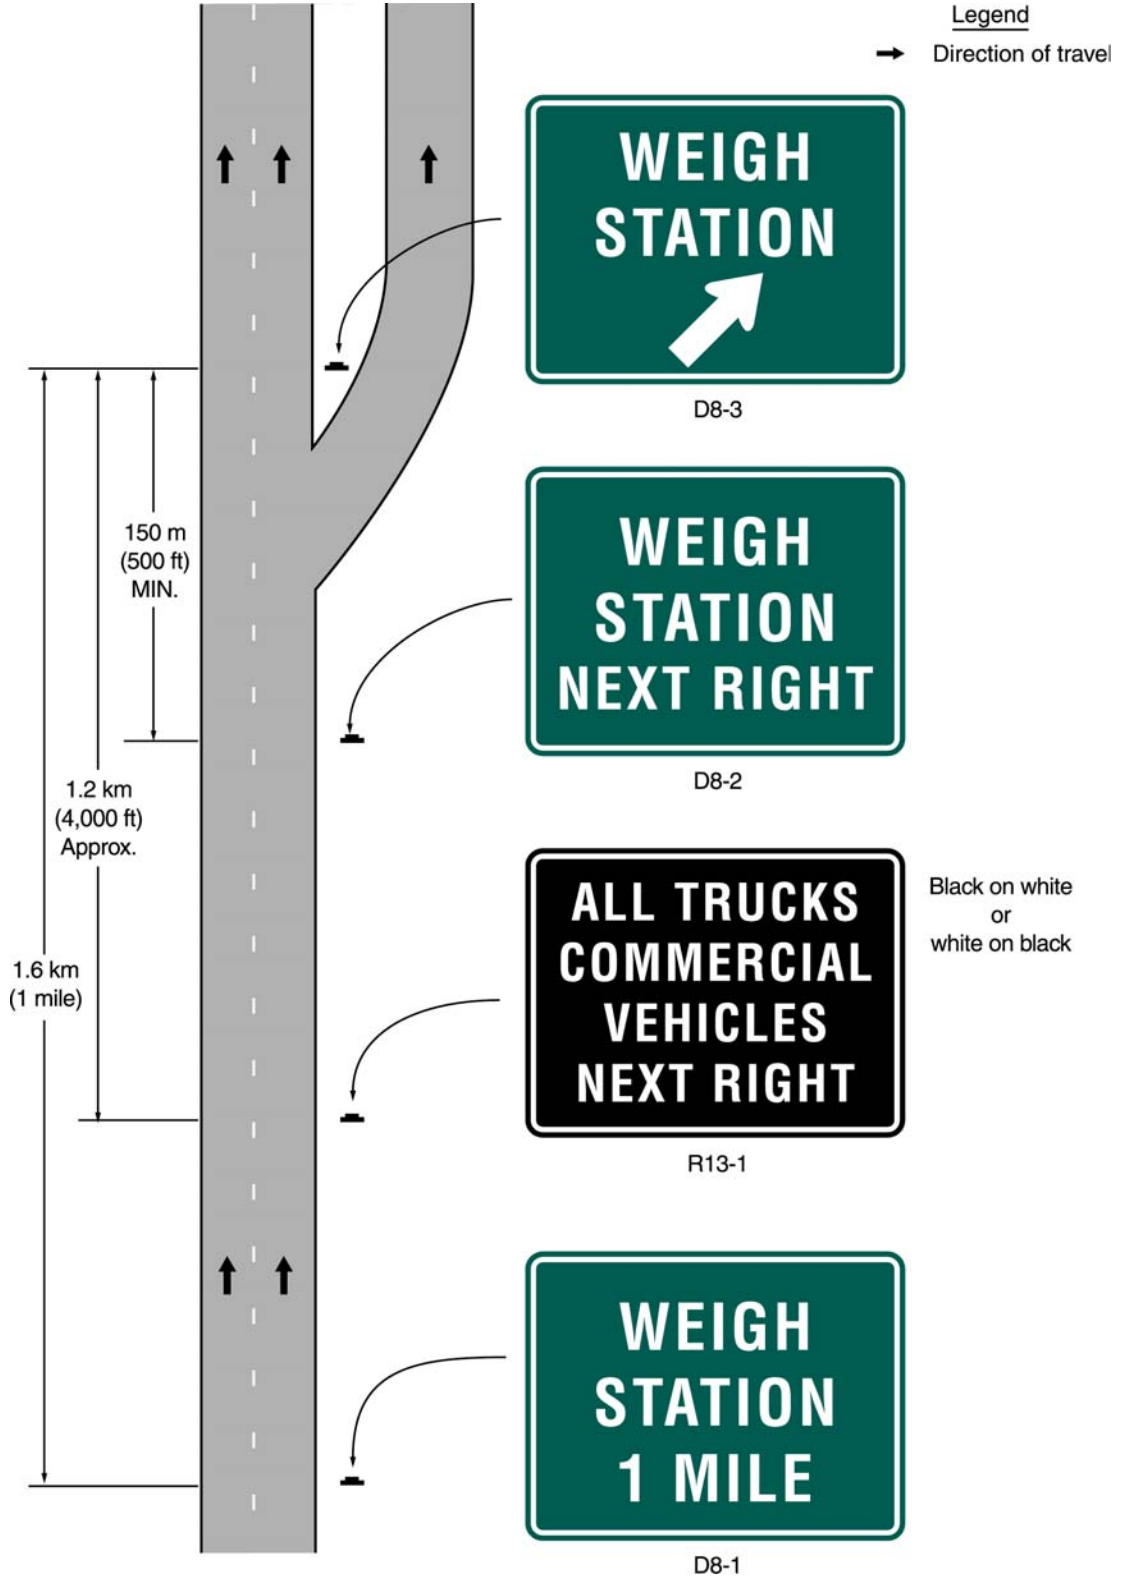 Legend
Direction of travel
WEIGH
STATION
D8-3
150 m
(500 ft)
MIN.
WEIGH
STATION
NEXT RIGHT
D8-2
1.2 km
(4,000 ft)
Approx.
ALL TRUCKS
COMMERCIAL
VEHICLES
NEXT RIGHT
R13-1
Black on white
or
white on black
1.6 km
(1 mile)
WEIGH
STATION
1 MILE
D8-1